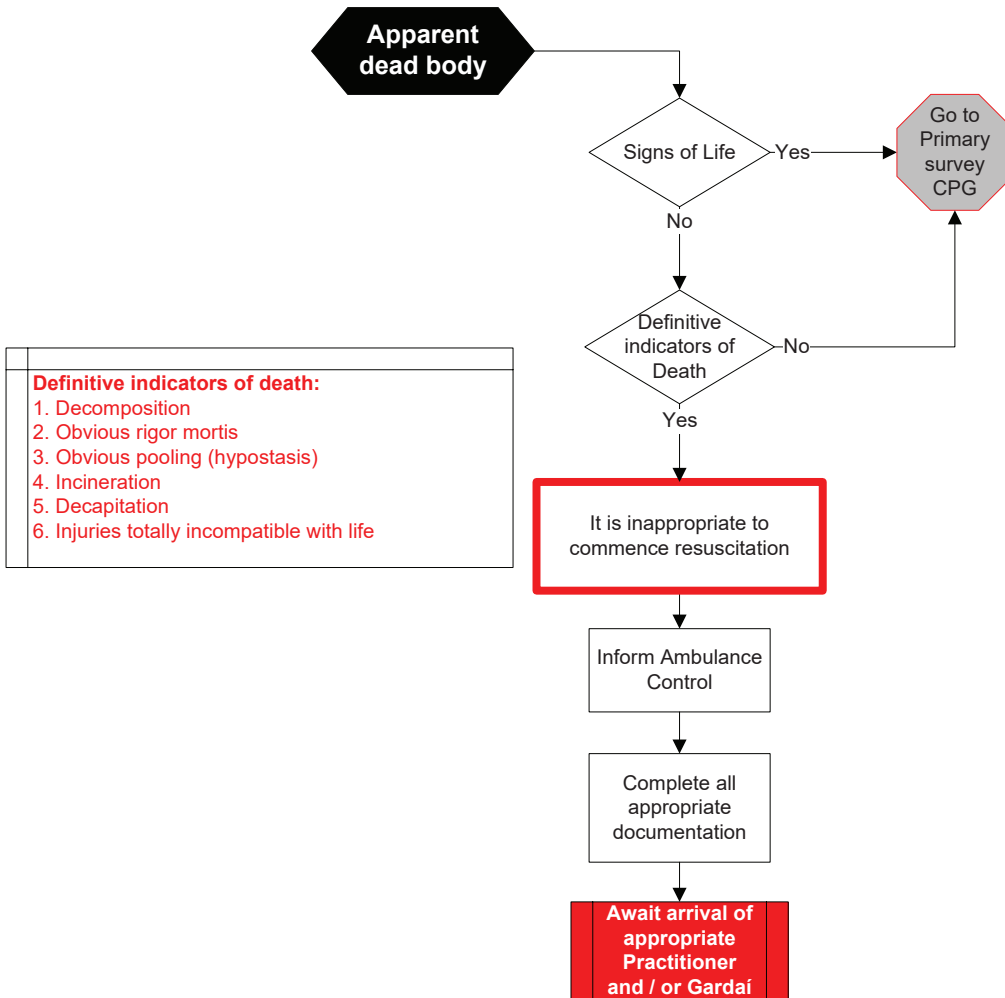 Apparent
dead body
Signs of Life
Yes
Go to
Primary
survey
CPG
No
Definitive
indicators of
Death
No
Yes
Definitive indicators of death:
1. Decomposition
2. Obvious rigor mortis
3. Obvious pooling (hypostasis)
4. Incineration
5. Decapitation
6. Injuries totally incompatible with life
It is inappropriate to
commence resuscitation
Inform Ambulance
Control
Complete all
appropriate
documentation
Await arrival of
appropriate
Practitioner
and / or Gardaí